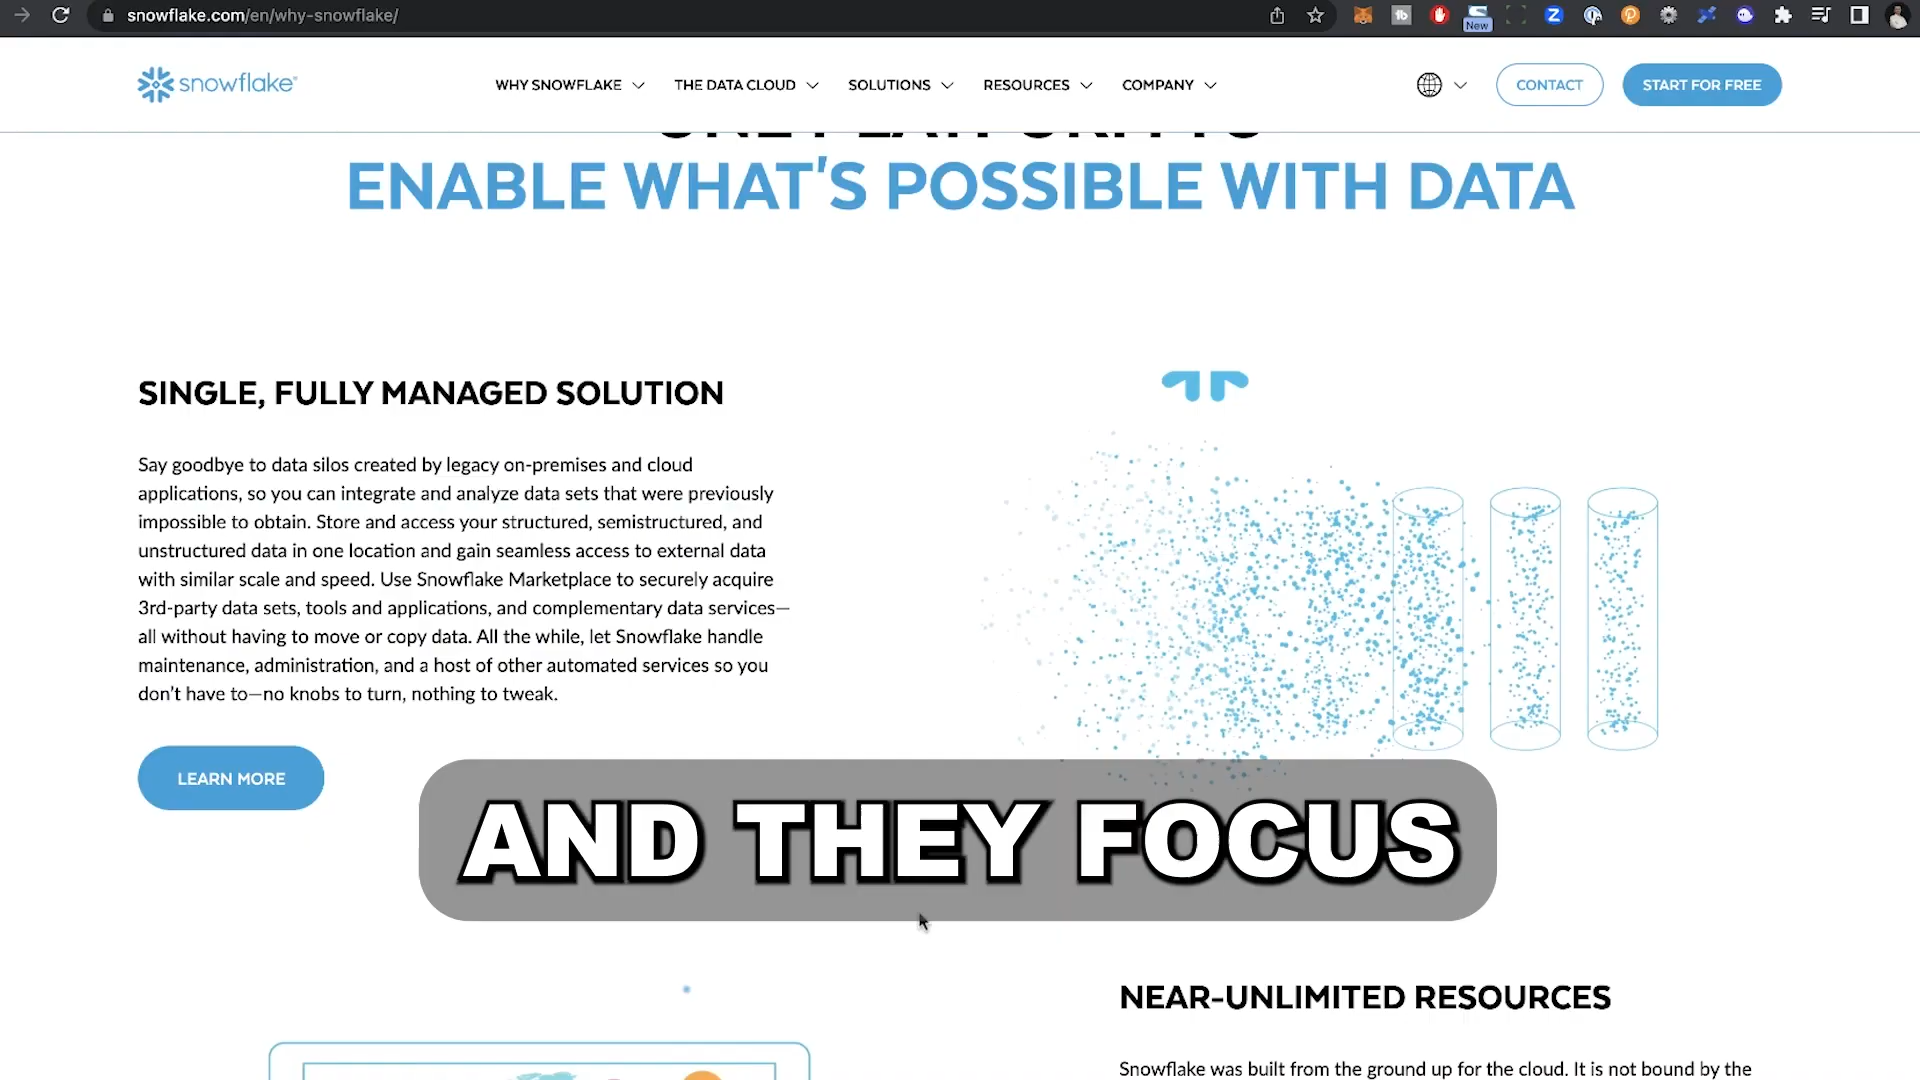 snowflake.com/en/why-snowflake/
New
snowflake®
WHY SNOWFLAKE
THE DATA CLOUD
SOLUTIONS
RESOURCES
COMPANY
CONTACT
START FOR FREE
ENABLE WHAT'S POSSIBLE WITH DATA
SINGLE, FULLY MANAGED SOLUTION
Say goodbye to data silos created by legacy on-premises and cloud
applications, so you can integrate and analyze data sets that were previously
impossible to obtain. Store and access your structured, semistructured, and
unstructured data in one location and gain seamless access to external data
with similar scale and speed. Use Snowflake Marketplace to securely acquire
3rd-party data sets, tools and applications, and complementary data services—
all without having to move or copy data. All the while, let Snowflake handle
maintenance, administration, and a host of other automated services so you
don’t have to—no knobs to turn, nothing to tweak.
LEARN MORE
AND THEY FOCUS
NEAR-UNLIMITED RESOURCES
Snowflake was built from the ground up for the cloud. It is not bound by the